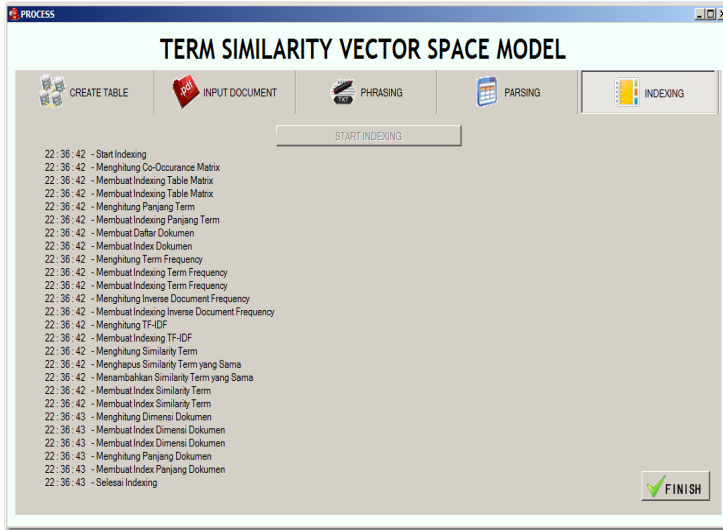 PROCESS
TERM SIMILARITY VECTOR SPACE MODEL
CREATE TABLE
.pdf INPUT DOCUMENT
TXT PHRASING
PARSING
INDEXING
START INDEXING
22 : 36 : 42 - Start Indexing
22 : 36 : 42 - Menghitung Co-Occurance Matrix
22 : 36 : 42 - Membuat Indexing Table Matrix
22 : 36 : 42 - Membuat Indexing Table Matrix
22 : 36 : 42 - Menghitung Panjang Term
22 : 36 : 42 - Membuat Indexing Panjang Term
22 : 36 : 42 - Membuat Daftar Dokumen
22 : 36 : 42 - Membuat Index Dokumen
22 : 36 : 42 - Menghitung Term Frequency
22 : 36 : 42 - Membuat Indexing Term Frequency
22 : 36 : 42 - Membuat Indexing Term Frequency
22 : 36 : 42 - Menghitung Inverse Document Frequency
22 : 36 : 42 - Membuat Indexing Inverse Document Frequency
22 : 36 : 42 - Menghitung TF-IDF
22 : 36 : 42 - Membuat Indexing TF-IDF
22 : 36 : 42 - Menghitung Similarity Term
22 : 36 : 42 - Menghapus Similarity Term yang Sama
22 : 36 : 42 - Menambahkan Similarity Term yang Sama
22 : 36 : 42 - Membuat Index Similarity Term
22 : 36 : 42 - Membuat Index Similarity Term
22 : 36 : 43 - Menghitung Dimensi Dokumen
22 : 36 : 43 - Membuat Index Dimensi Dokumen
22 : 36 : 43 - Membuat Index Dimensi Dokumen
22 : 36 : 43 - Menghitung Panjang Dokumen
22 : 36 : 43 - Membuat Index Panjang Dokumen
22 : 36 : 43 - Selesai Indexing
FINISH